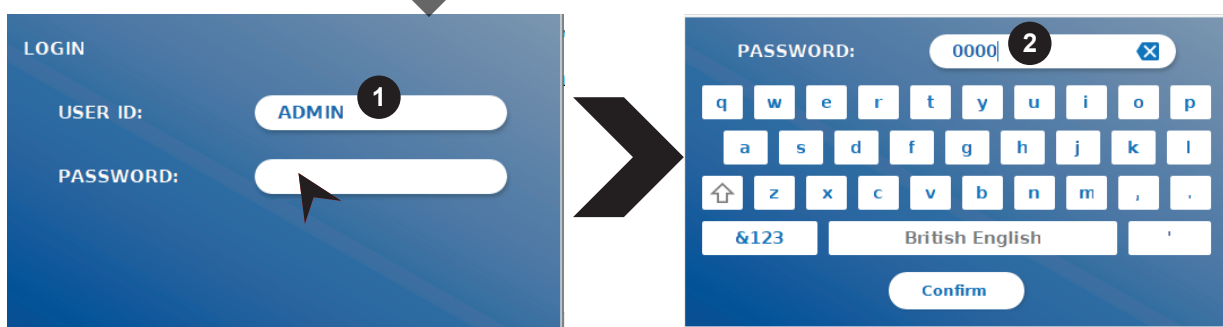 LOGIN
USER ID:
ADMIN
1
PASSWORD:
PASSWORD:
0000
2
q w e r t y u i o p
a s d f g h j k l
z x c v b n m , .
&123 British English '
Confirm